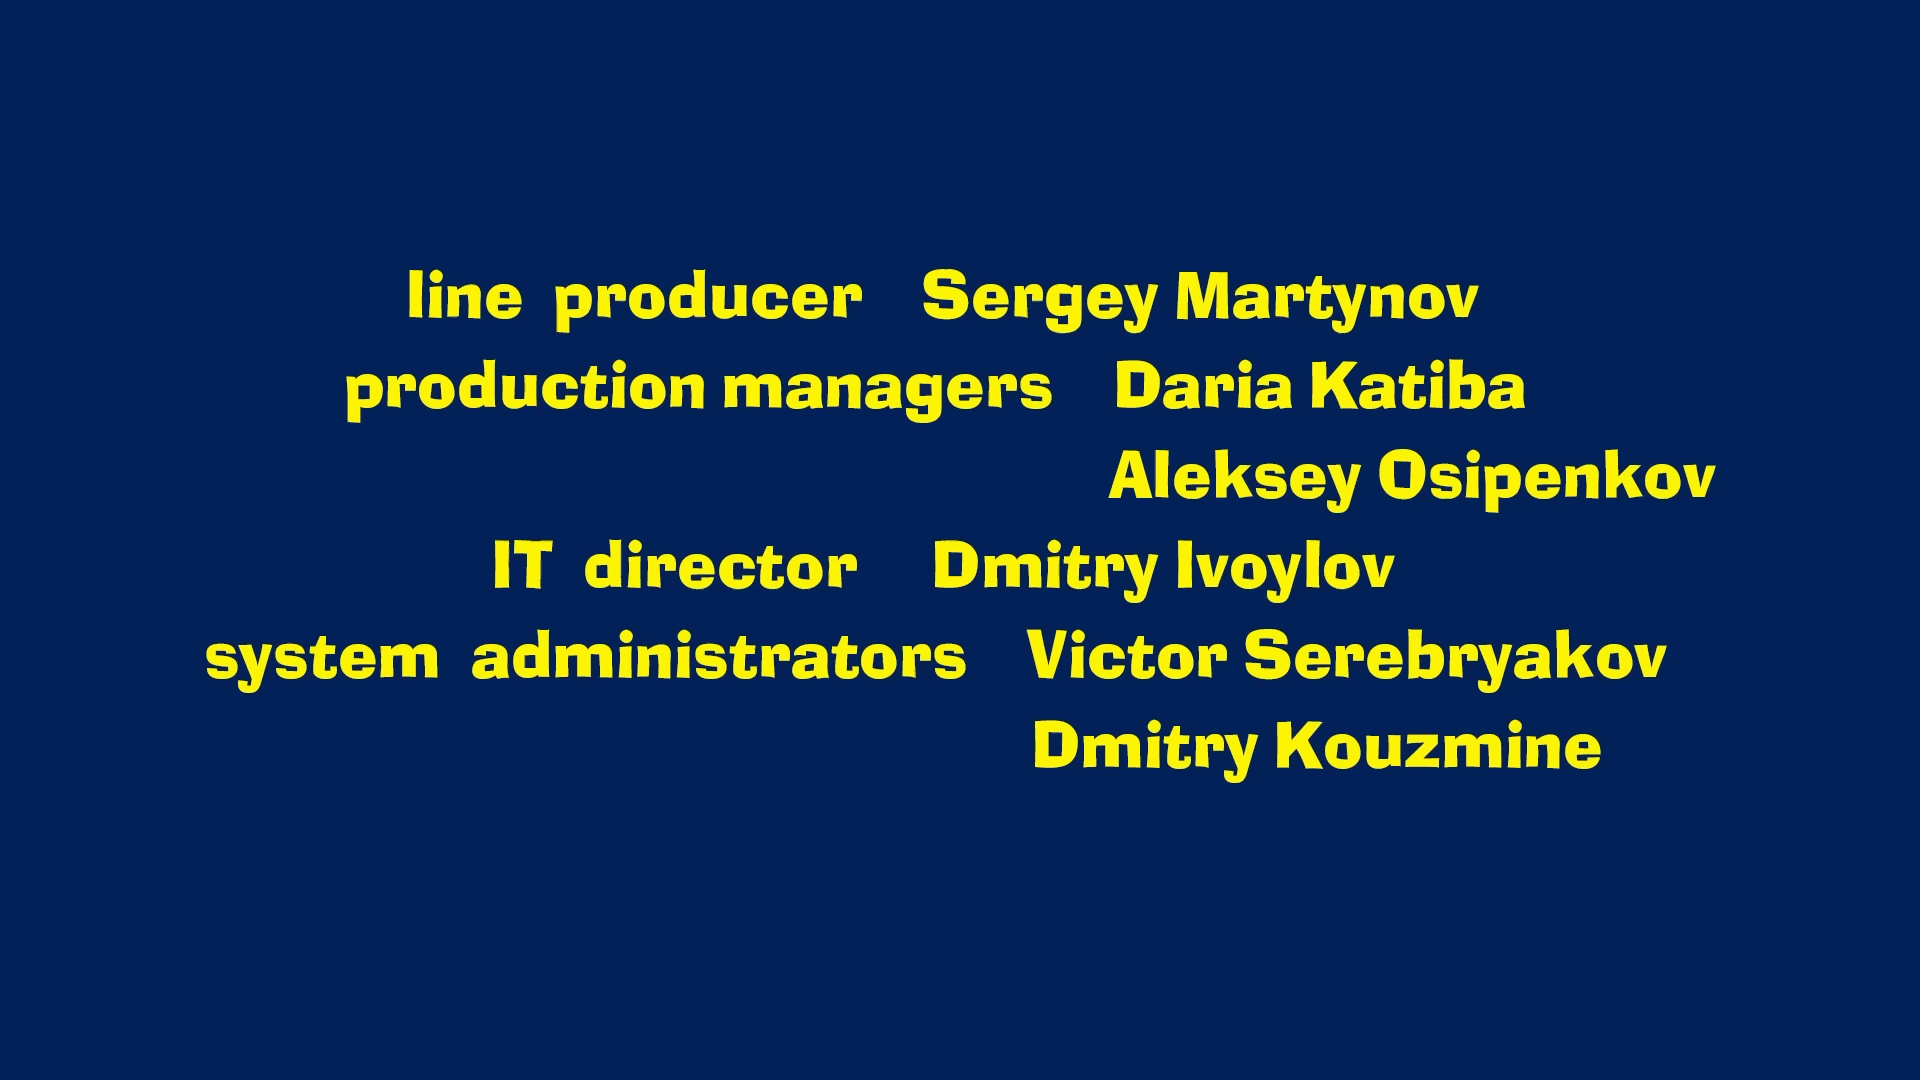 line producer Sergey Martynov
production managers Daria Katiba
Aleksey Osipenkov
IT director Dmitry Ivoylov
system administrators Victor Serebryakov
Dmitry Kouzmine